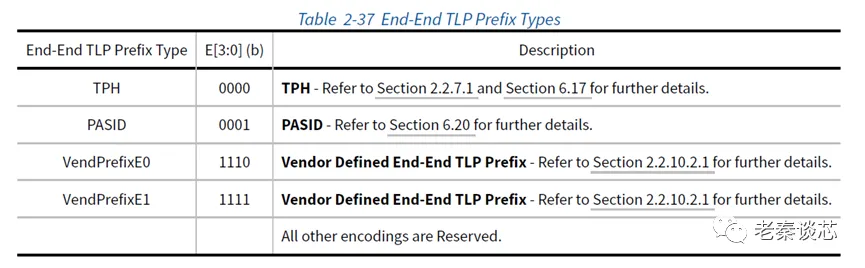 Table 2-37 End-End TLP Prefix Types
End-End TLP Prefix Type E[3:0] (b) Description
TPH 0000 TPH - Refer to Section 2.2.7.1 and Section 6.17 for further details.
PASID 0001 PASID - Refer to Section 6.20 for further details.
VendPrefixE0 1110 Vendor Defined End-End TLP Prefix - Refer to Section 2.2.10.2.1 for further details.
VendPrefixE1 1111 Vendor Defined End-End TLP Prefix - Refer to Section 2.2.10.2.1 for further details.
All other encodings are Reserved.
老秦谈芯